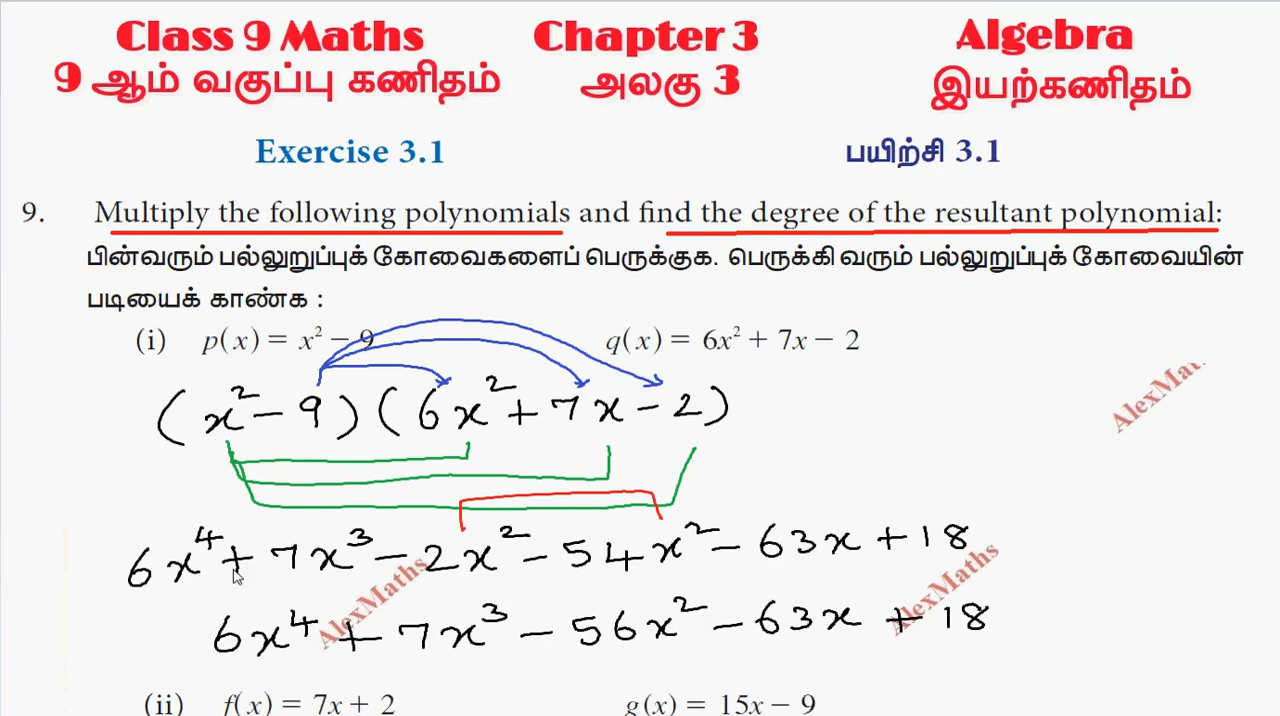 Class 9 Maths Chapter 3 Algebra
9 ஆம் வகுப்பு கணிதம் அலகு 3 இயற்கணிதம்
Exercise 3.1 பயிற்சி 3.1
9. Multiply the following polynomials and find the degree of the resultant polynomial:
பின்வரும் பல்லுறுப்புக் கோவைகளைப் பெருக்குக. பெருக்கி வரும் பல்லுறுப்புக் கோவையின்
படியைக் காண்க :
(i) p(x) = x² − 9 q(x) = 6x² + 7x − 2
(x² − 9) (6x² + 7x − 2)
AlexMat
6x⁴ + 7x³ − 2x² − 54x² − 63x + 18
AlexMaths AlexMaths
6x⁴ + 7x³ − 56x² − 63x + 18
(ii) f(x) = 7x + 2 g(x) = 15x − 9